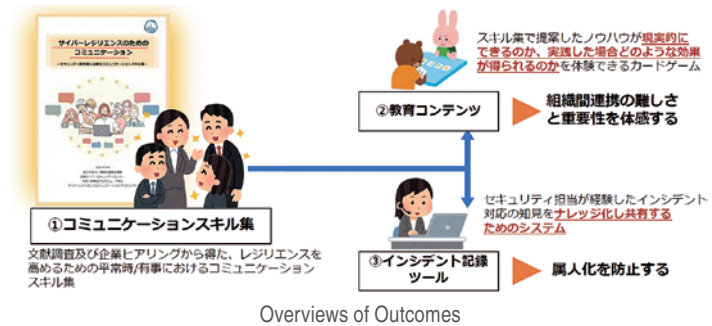 サイバーレジリエンスのための
コミュニケーション
①コミュニケーションスキル集
文献調査及び企業ヒアリングから得た、レジリエンスを
高めるための平常時/有事におけるコミュニケーション
スキル集
スキル集で提案したノウハウが現実的に
できるのか、実践した場合どのような効果
が得られるのかを体験できるカードゲーム
②教育コンテンツ
組織間連携の難しさ
と重要性を体感する
セキュリティ担当が経験したインシデント
対応の知見をナレッジ化し共有する
ためのシステム
③インシデント記録
ツール
属人化を防止する
Overviews of Outcomes